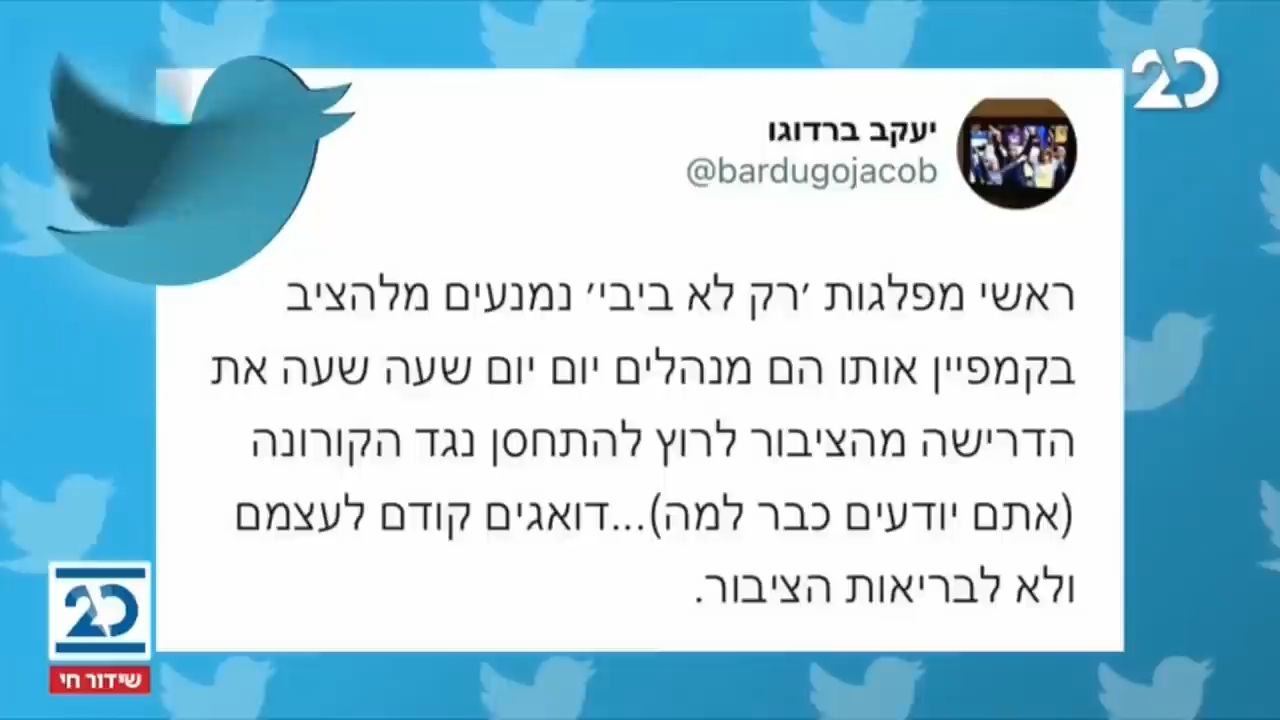 20
יעקב ברדוגו
@bardugojacob
ראשי מפלגות ׳רק לא ביבי׳ נמנעים מלהציב
בקמפיין אותו הם מנהלים יום יום שעה שעה את
הדרישה מהציבור לרוץ להתחסן נגד הקורונה
(אתם יודעים כבר למה)...דואגים קודם לעצמם
ולא לבריאות הציבור.
20
שידור חי